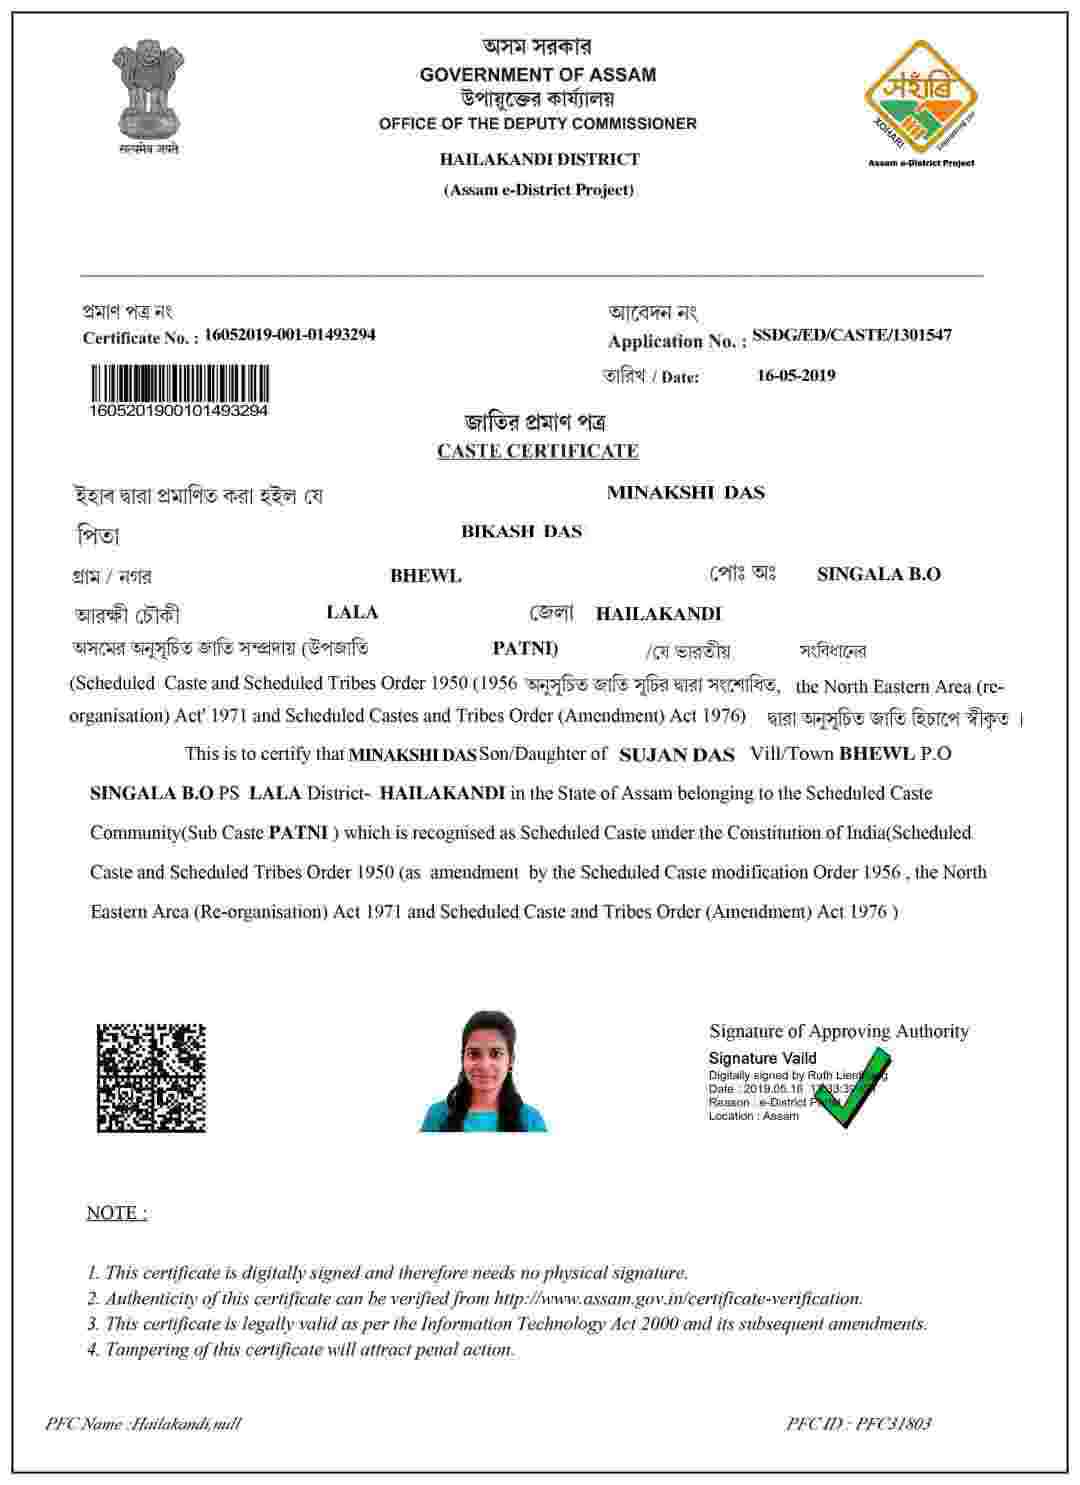 অসম সরকার
GOVERNMENT OF ASSAM
উপায়ুক্তের কার্য্যালয়
OFFICE OF THE DEPUTY COMMISSIONER
HAILAKANDI DISTRICT
(Assam e-District Project)
सत्यमेव जयते
XOHARI
Assam e-District Project
প্রমাণ পত্র নং
Certificate No. : 16052019-001-01493294
আবেদন নং
Application No. : SSDG/ED/CASTE/1301547
তারিখ / Date: 16-05-2019
1605201900101493294
জাতির প্রমাণ পত্র
CASTE CERTIFICATE
ইহাৰ দ্বারা প্রমাণিত করা হইল যে MINAKSHI DAS
পিতা BIKASH DAS
গ্রাম / নগর BHEWL পোঃ অঃ SINGALA B.O
আরক্ষী চৌকী LALA জেলা HAILAKANDI
অসমের অনুসূচিত জাতি সম্প্রদায় (উপজাতি PATNI) /যে ভারতীয় সংবিধানের
(Scheduled Caste and Scheduled Tribes Order 1950 (1956 অনুসূচিত জাতি সূচির দ্বারা সংশোধিত, the North Eastern Area (re-
organisation) Act' 1971 and Scheduled Castes and Tribes Order (Amendment) Act 1976) দ্বারা অনুসূচিত জাতি হিচাপে স্বীকৃত ।
This is to certify that MINAKSHI DAS Son/Daughter of SUJAN DAS Vill/Town BHEWL P.O
SINGALA B.O PS LALA District- HAILAKANDI in the State of Assam belonging to the Scheduled Caste
Community(Sub Caste PATNI ) which is recognised as Scheduled Caste under the Constitution of India(Scheduled
Caste and Scheduled Tribes Order 1950 (as amendment by the Scheduled Caste modification Order 1956 , the North
Eastern Area (Re-organisation) Act 1971 and Scheduled Caste and Tribes Order (Amendment) Act 1976 )
Signature of Approving Authority
Signature Vaild
Digitally signed by Ruth
Date : 2019.05.16
Reason : e-District
Location : Assam
NOTE :
1. This certificate is digitally signed and therefore needs no physical signature.
2. Authenticity of this certificate can be verified from http://www.assam.gov.in/certificate-verification.
3. This certificate is legally valid as per the Information Technology Act 2000 and its subsequent amendments.
4. Tampering of this certificate will attract penal action.
PFC Name :Hailakandi,null
PFC ID : PFC31803